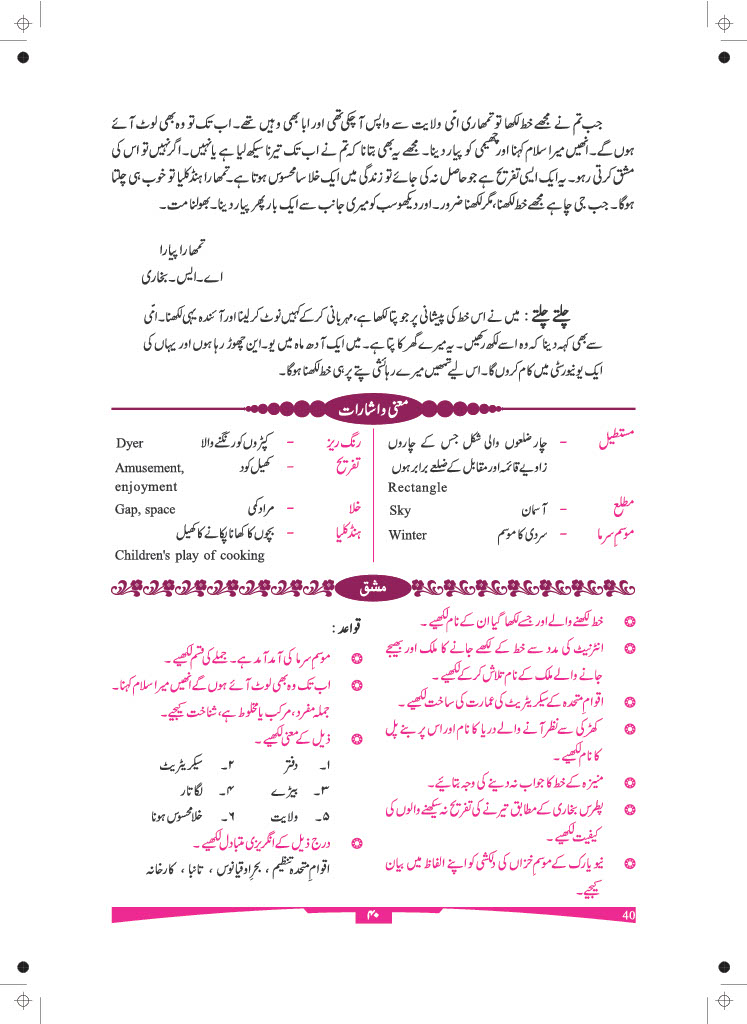 جب تم نے مجھے خط لکھا تو تمھاری امّی ولایت سے واپس آ چکی تھی اور ابا بھی وہیں تھے۔ اب تک تو وہ بھی لوٹ آئے
ہوں گے۔ انھیں میرا سلام کہنا اور چھیمی کو پیار دینا۔ مجھے یہ بھی بتانا کہ تم نے اب تک تیرنا سیکھ لیا ہے یا نہیں۔ اگر نہیں تو اس کی
مشق کرتی رہو۔ یہ ایک ایسی تفریح ہے جو حاصل نہ کی جائے تو زندگی میں ایک خلا سا محسوس ہوتا ہے۔ تمھارا ہنڈ کلیا تو خوب ہی چلتا
ہوگا۔ جب جی چاہے مجھے خط لکھنا، مگر لکھنا ضرور۔ اور دیکھو سب کو میری جانب سے ایک بار پھر پیار دینا۔ بھولنا مت۔
تمھارا پیارا
اے۔ ایس۔ بخاری
چلتے چلتے : میں نے اس خط کی پیشانی پر جو پتا لکھا ہے، مہربانی کر کے کہیں نوٹ کر لینا اور آئندہ یہی لکھنا۔ امّی
سے بھی کہہ دینا کہ وہ اسے لکھ رکھیں۔ یہ میرے گھر کا پتا ہے۔ میں ایک آدھ ماہ میں یو۔ این چھوڑ رہا ہوں اور یہاں کی
ایک یونیورسٹی میں کام کروں گا۔ اس لیے تمھیں میرے رہائشی پتے پر ہی خط لکھنا ہوگا۔
معنی و اشارات
مستطیل - چار ضلعوں والی شکل جس کے چاروں
زاویے قائمہ اور مقابل کے ضلعے برابر ہوں
Rectangle
مطلع - آسمان Sky
موسمِ سرما - سردی کا موسم Winter
رنگ ریز - کپڑوں کو رنگنے والا Dyer
تفریح - کھیل کود Amusement,
enjoyment
خلا - مراد کمی Gap, space
ہنڈ کلیا - بچوں کا کھانا پکانے کا کھیل
Children's play of cooking
مشق
خط لکھنے والے اور جسے لکھا گیا ان کے نام لکھیے۔
انٹرنیٹ کی مدد سے خط کے لکھے جانے کا ملک اور بھیجے
جانے والے ملک کے نام تلاش کر کے لکھیے۔
اقوامِ متحدہ کے سیکریٹریٹ کی عمارت کی ساخت لکھیے۔
کھڑکی سے نظر آنے والے دریا کا نام اور اس پر بنے پل
کا نام لکھیے۔
منیزہ کے خط کا جواب نہ دینے کی وجہ بتائیے۔
پطرس بخاری کے مطابق تیرنے کی تفریح نہ سیکھنے والوں کی
کیفیت لکھیے۔
نیویارک کے موسمِ خزاں کی دلکشی کو اپنے الفاظ میں بیان
کیجیے۔
قواعد :
موسمِ سرما کی آمد آمد ہے۔ جملے کی قسم لکھیے۔
اب تک وہ بھی لوٹ آئے ہوں گے انھیں میرا سلام کہنا۔
جملہ مفرد، مرکب یا مخلوط ہے، شناخت کیجیے۔
ذیل کے معنی لکھیے۔
۱۔ دفتر ۲۔ سیکریٹریٹ
۳۔ بیڑے ۴۔ لگاتار
۵۔ ولایت ۶۔ خلا محسوس ہونا
درج ذیل کے انگریزی متبادل لکھیے۔
اقوامِ متحدہ تنظیم ، بحرِ اوقیانوس ، تانبا ، کارخانہ
۴۰
40